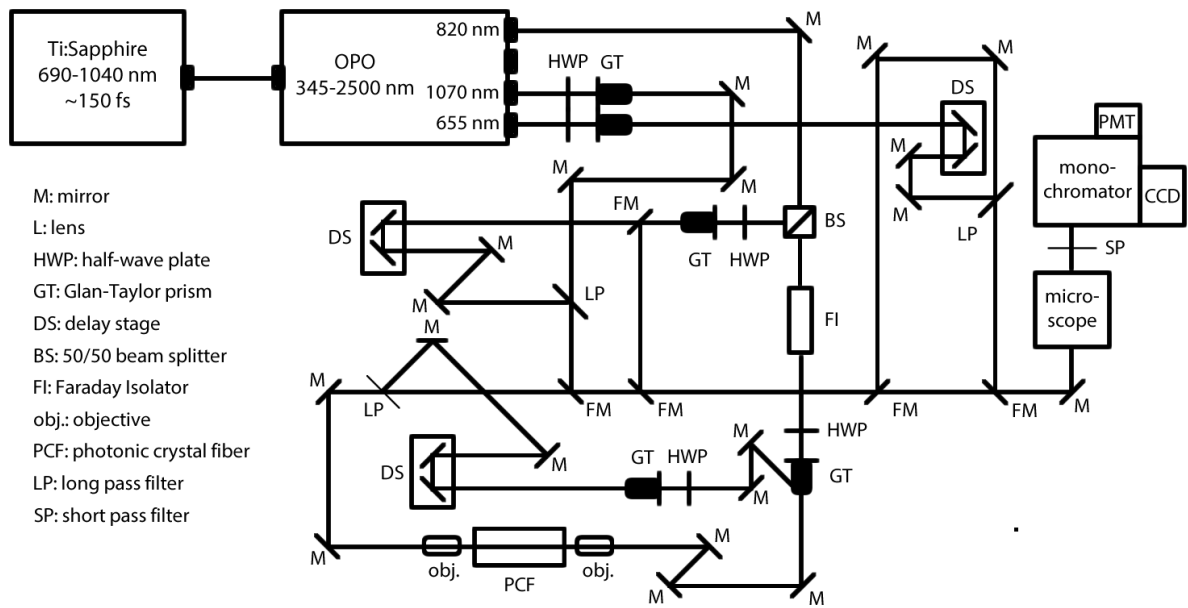 Ti:Sapphire
690-1040 nm
~150 fs
OPO
345-2500 nm
820 nm
1070 nm
655 nm
HWP
GT
M
M
M
M
M
DS
M
M
LP
PMT
mono-
chromator
CCD
SP
micro-
scope
M
M: mirror
L: lens
HWP: half-wave plate
GT: Glan-Taylor prism
DS: delay stage
BS: 50/50 beam splitter
FI: Faraday Isolator
obj.: objective
PCF: photonic crystal fiber
LP: long pass filter
SP: short pass filter
M
DS
FM
GT
HWP
BS
M
M
LP
FI
M
M
LP
FM
FM
FM
FM
HWP
M
GT
DS
M
GT
HWP
M
M
obj.
PCF
obj.
M
M
M